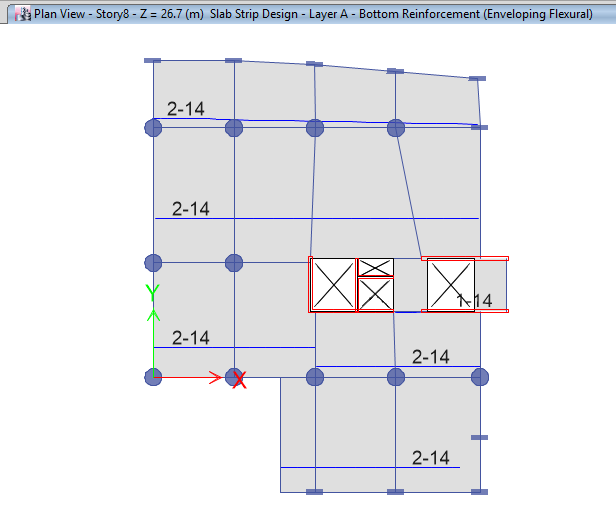 Plan View - Story8 - Z = 26.7 (m)  Slab Strip Design - Layer A - Bottom Reinforcement (Enveloping Flexural)
2-14
2-14
Y
1-14
2-14
2-14
X
2-14